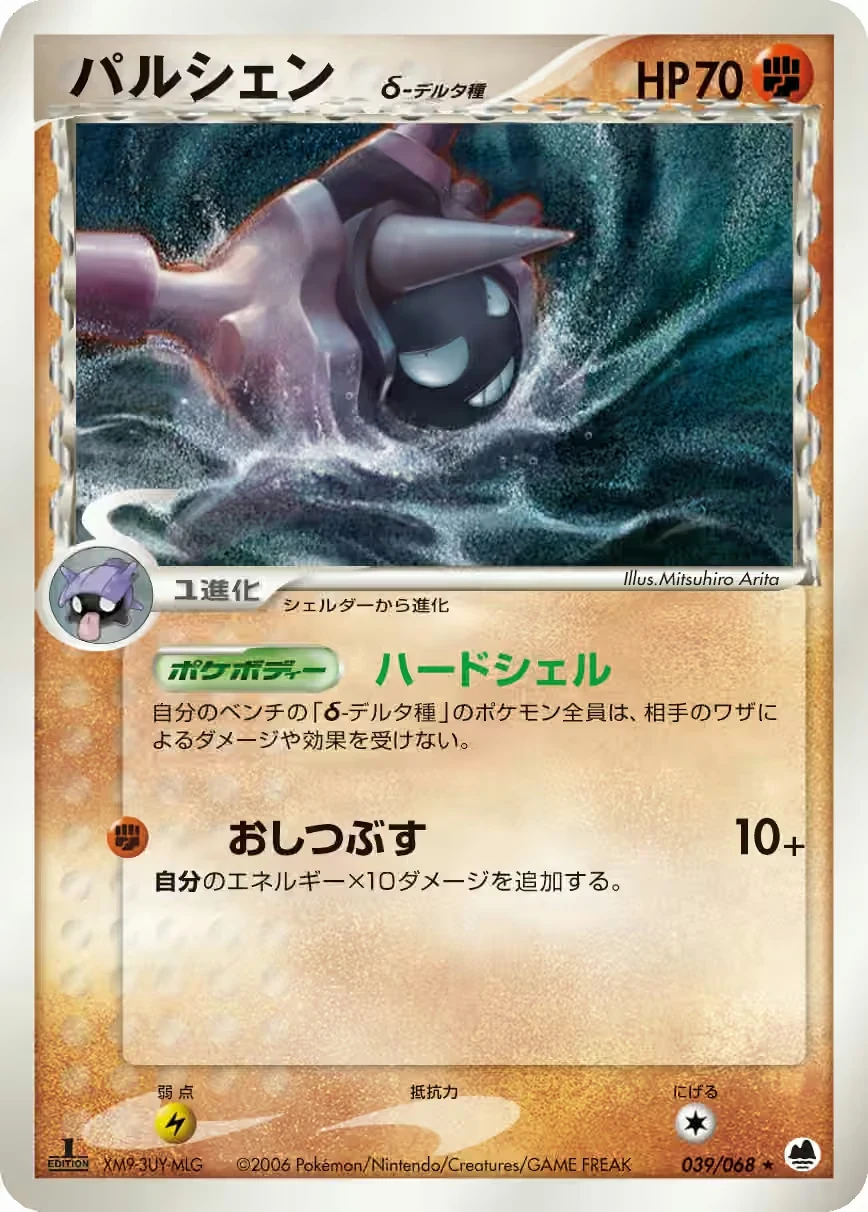 パルシェン δ-デルタ種 HP70
Illus.Mitsuhiro Arita
1進化
シェルダーから進化
ポケボディー ハードシェル
自分のベンチの「δ-デルタ種」のポケモン全員は、相手のワザに
よるダメージや効果を受けない。
おしつぶす 10+
自分のエネルギー×10ダメージを追加する。
弱点 抵抗力 にげる
1 EDITION XM9-3UY-MLG ©2006 Pokémon/Nintendo/Creatures/GAME FREAK 039/068 ★